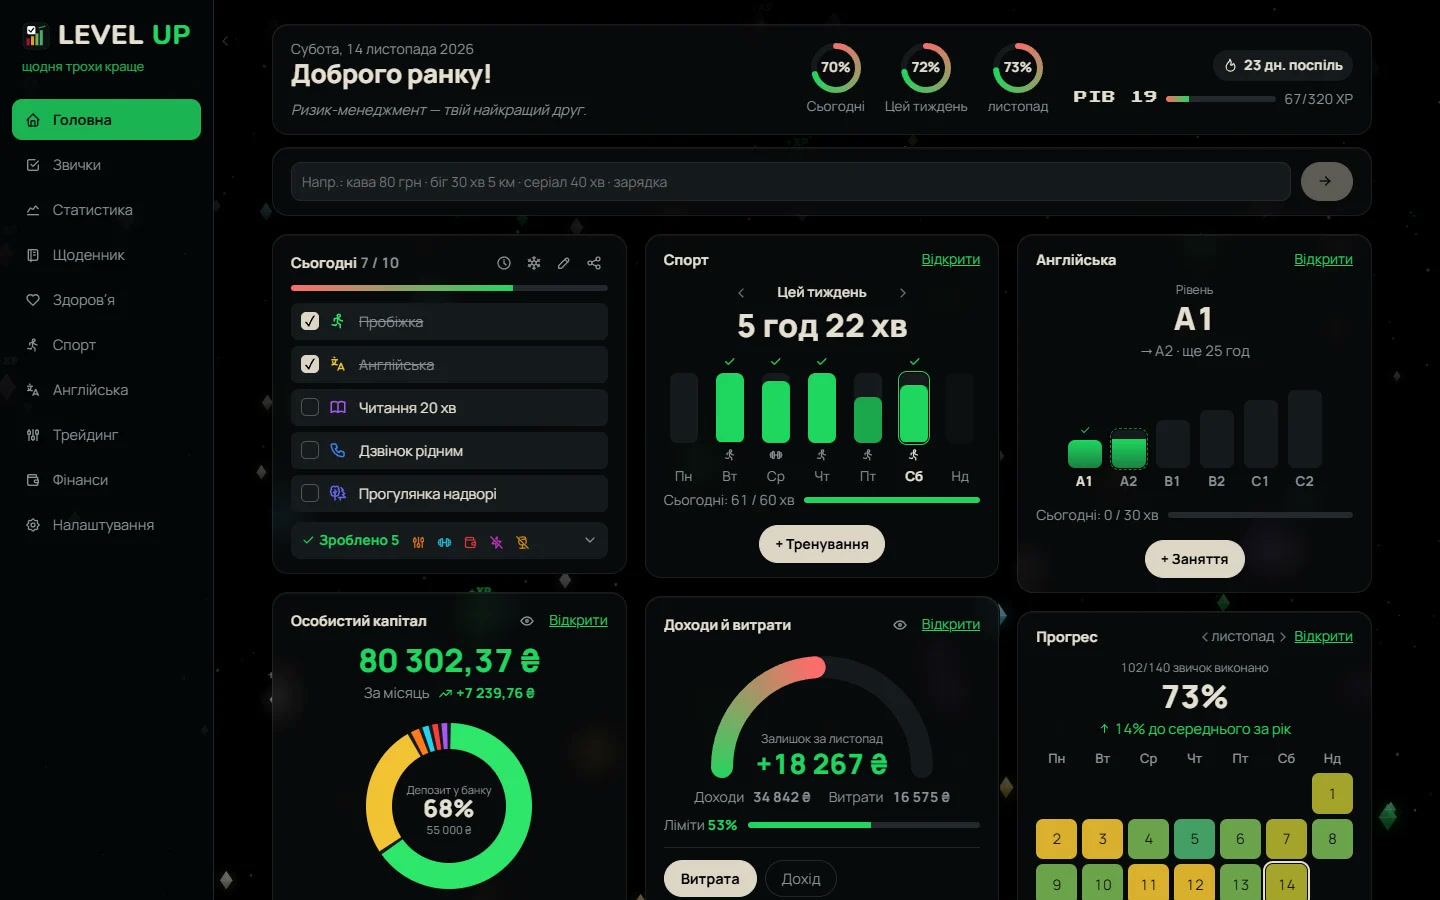 LEVEL UP
щодня трохи краще
Головна
Звички
Статистика
Щоденник
Здоров'я
Спорт
Англійська
Трейдинг
Фінанси
Налаштування
Субота, 14 листопада 2026
Доброго ранку!
Ризик-менеджмент — твій найкращий друг.
70%
Сьогодні
72%
Цей тиждень
73%
листопад
23 дн. поспіль
РІВ 19
67/320 XP
Напр.: кава 80 грн · біг 30 хв 5 км · серіал 40 хв · зарядка
Сьогодні 7 / 10
Пробіжка
Англійська
Читання 20 хв
Дзвінок рідним
Прогулянка надворі
Зроблено 5
Спорт
Відкрити
Цей тиждень
5 год 22 хв
Пн Вт Ср Чт Пт Сб Нд
Сьогодні: 61 / 60 хв
+ Тренування
Англійська
Відкрити
Рівень
A1
→ A2 · ще 25 год
A1 A2 B1 B2 C1 C2
Сьогодні: 0 / 30 хв
+ Заняття
Особистий капітал
Відкрити
80 302,37 ₴
За місяць +7 239,76 ₴
Депозит у банку
68%
55 000 ₴
Доходи й витрати
Відкрити
Залишок за листопад
+18 267 ₴
Доходи 34 842 ₴ Витрати 16 575 ₴
Ліміти 53%
Витрата
Дохід
Прогрес
листопад
Відкрити
102/140 звичок виконано
73%
↑ 14% до середнього за рік
Пн Вт Ср Чт Пт Сб Нд
1
2 3 4 5 6 7 8
9 10 11 12 13 14